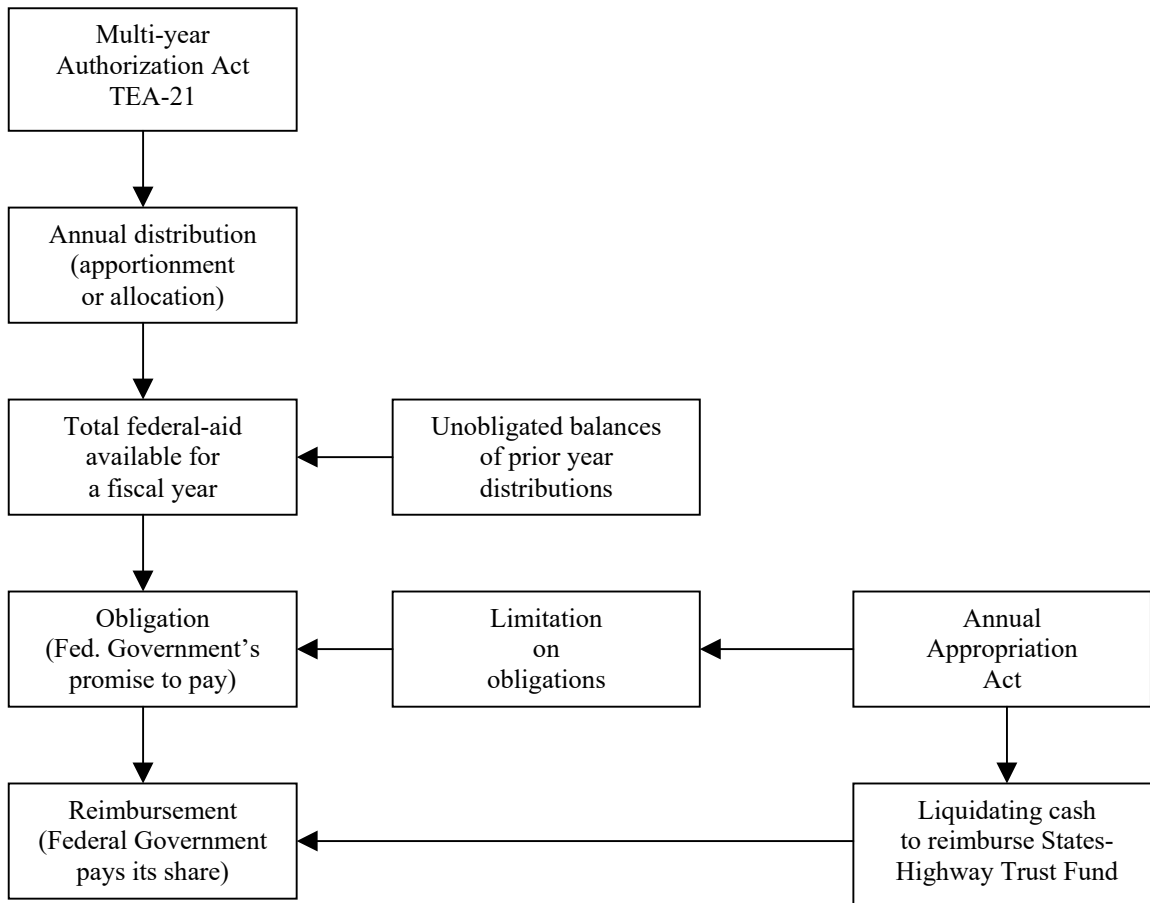 Multi-year
Authorization Act
TEA-21
Annual distribution
(apportionment
or allocation)
Total federal-aid
available for
a fiscal year
Unobligated balances
of prior year
distributions
Obligation
(Fed. Government’s
promise to pay)
Limitation
on
obligations
Annual
Appropriation
Act
Reimbursement
(Federal Government
pays its share)
Liquidating cash
to reimburse States-
Highway Trust Fund